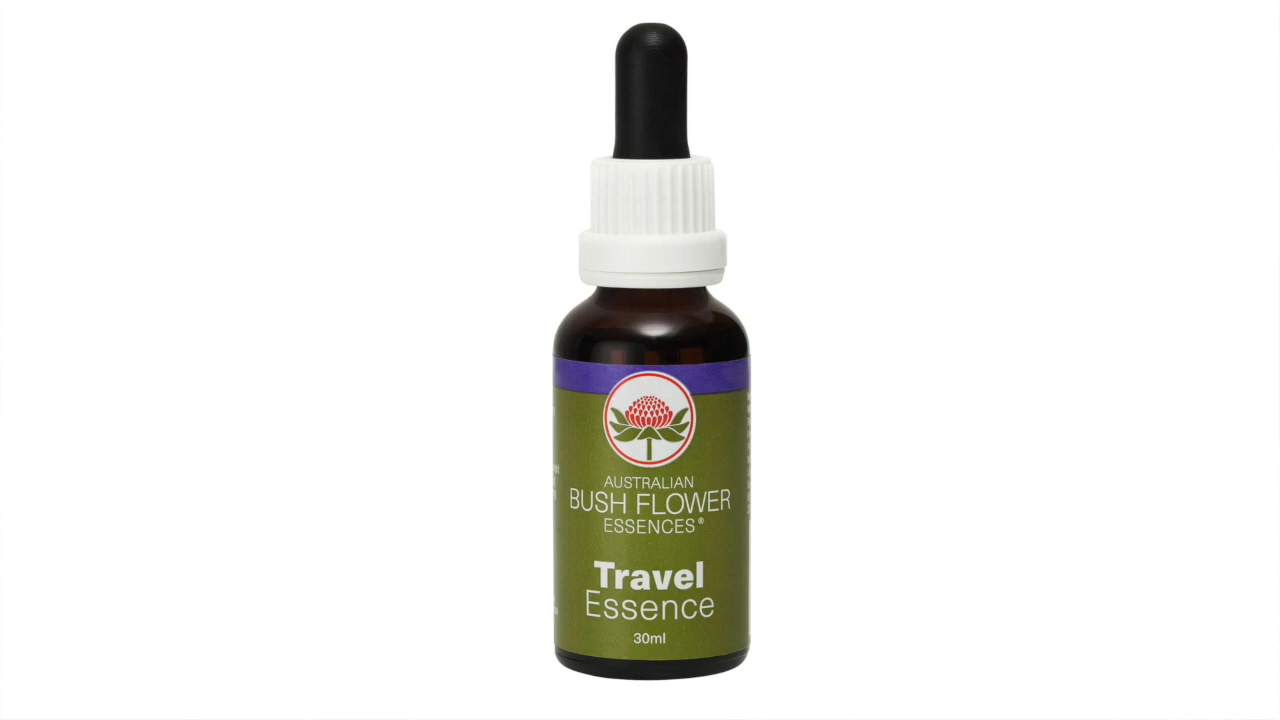 AUSTRALIAN
BUSH FLOWER
ESSENCES®
Travel
Essence
30ml